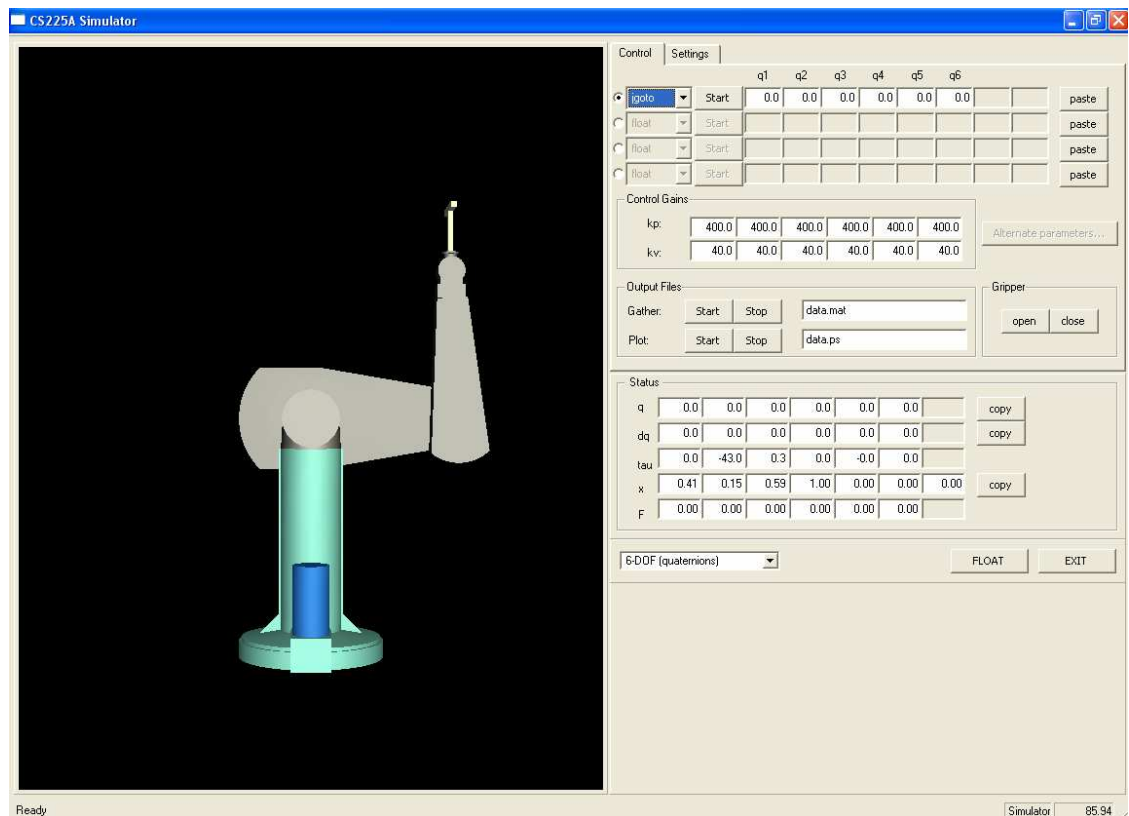 CS225A Simulator
Control Settings
q1 q2 q3 q4 q5 q6
jgoto Start 0.0 0.0 0.0 0.0 0.0 0.0 paste
float Start paste
float Start paste
float Start paste
Control Gains
kp: 400.0 400.0 400.0 400.0 400.0 400.0 Alternate parameters...
kv: 40.0 40.0 40.0 40.0 40.0 40.0
Output Files Gripper
Gather: Start Stop data.mat open close
Plot: Start Stop data.ps
Status
q 0.0 0.0 0.0 0.0 0.0 0.0 copy
dq 0.0 0.0 0.0 0.0 0.0 0.0 copy
tau 0.0 -43.0 0.3 0.0 -0.0 0.0
x 0.41 0.15 0.59 1.00 0.00 0.00 0.00 copy
F 0.00 0.00 0.00 0.00 0.00 0.00
6-DOF (quaternions) FLOAT EXIT
Ready Simulator 85.94